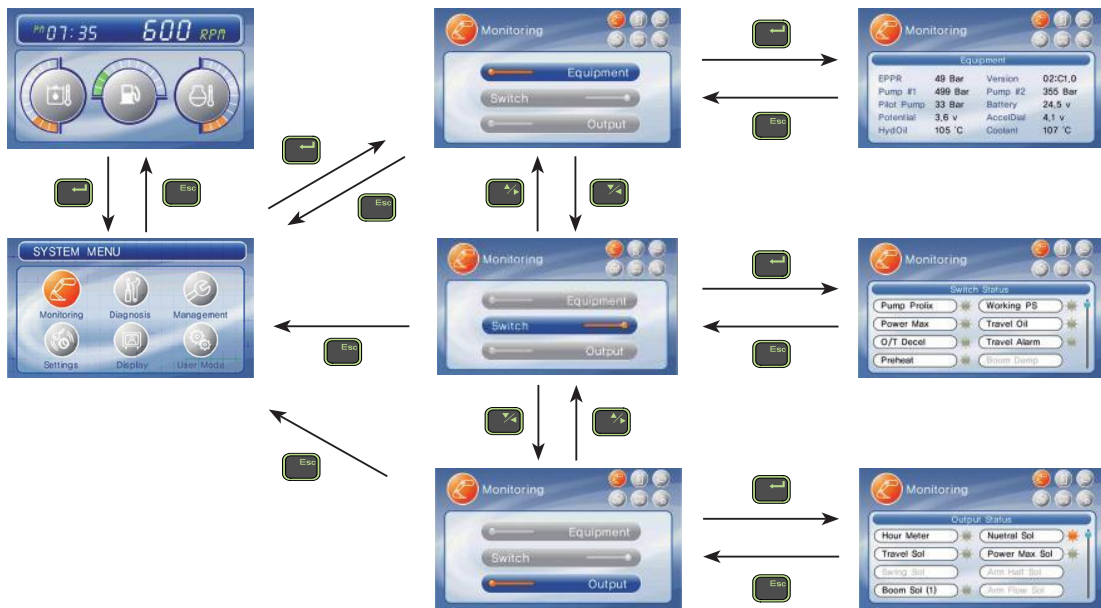 PM 07:35 600 RPM
Esc
SYSTEM MENU
Monitoring Diagnosis Management
Settings Display User Mode
Esc
Monitoring
Equipment
Switch
Output
Esc
Equipment
EPPR 49 Bar Version 02:C1.0
Pump #1 499 Bar Pump #2 355 Bar
Pilot Pump 33 Bar Battery 24,5 v
Potential 3,6 v AccelDial 4,1 v
HydOil 105 °C Coolant 107 °C
Monitoring
Equipment
Switch
Output
Esc
Esc
Monitoring
Switch Status
Pump Prolix Working PS
Power Max Travel Oil
O/T Decel Travel Alarm
Preheat Boom Damp
Esc
Monitoring
Equipment
Switch
Output
Esc
Monitoring
Output Status
Hour Meter Nuetral Sol
Travel Sol Power Max Sol
Swing Sol Arm Half Sol
Boom Sol (1) Arm Flow Sol